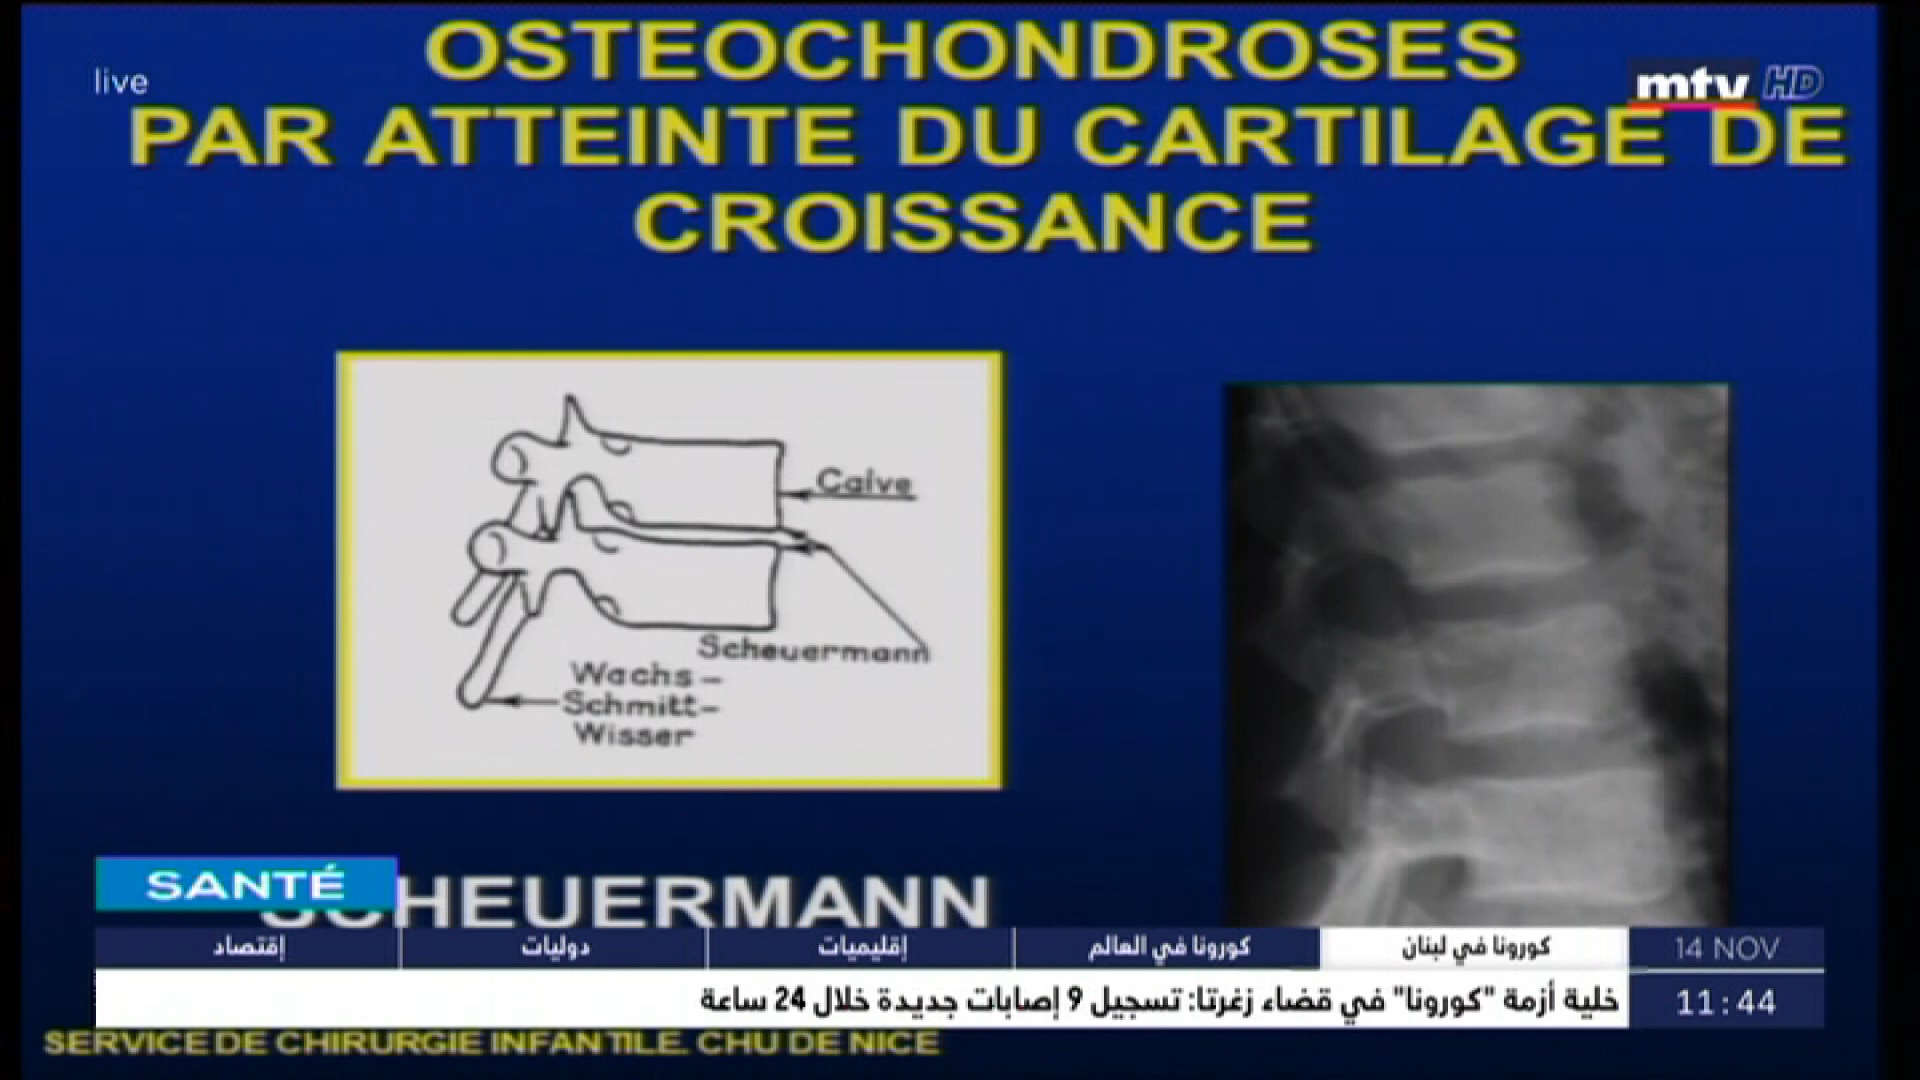 OSTEOCHONDROSES
live
mtv HD
PAR ATTEINTE DU CARTILAGE DE
CROISSANCE
Calve
Scheuermann
Wachs-
Schmitt-
Wisser
SANTÉ
SCHEUERMANN
كورونا في لبنان
كورونا في العالم
إقليميات
دوليات
إقتصاد
14 NOV
خلية أزمة "كورونا" في قضاء زغرتا: تسجيل 9 إصابات جديدة خلال 24 ساعة
11:44
SERVICE DE CHIRURGIE INFANTILE. CHU DE NICE